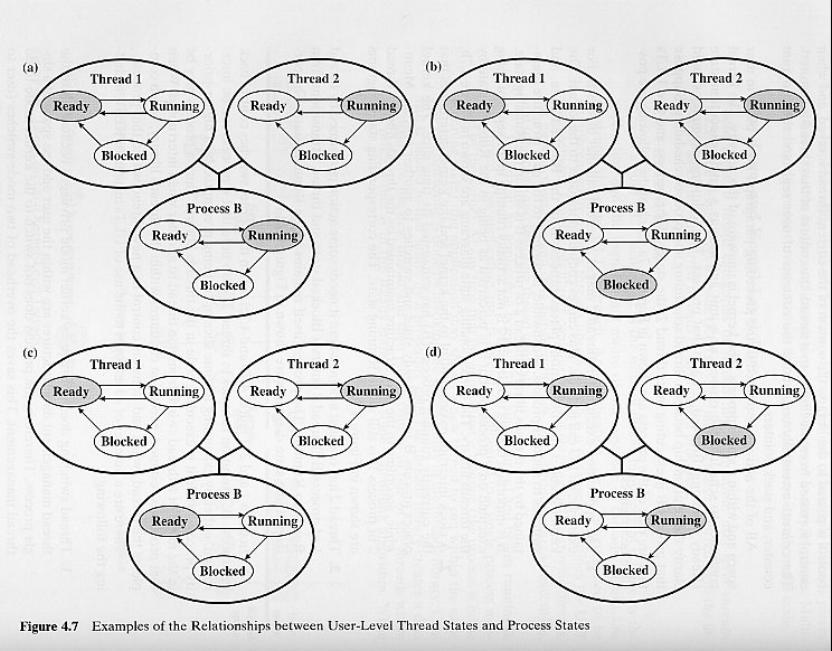 (a)
Thread 1
Ready
Running
Blocked
Thread 2
Ready
Running
Blocked
Process B
Ready
Running
Blocked
(b)
Thread 1
Ready
Running
Blocked
Thread 2
Ready
Running
Blocked
Process B
Ready
Running
Blocked
(c)
Thread 1
Ready
Running
Blocked
Thread 2
Ready
Running
Blocked
Process B
Ready
Running
Blocked
(d)
Thread 1
Ready
Running
Blocked
Thread 2
Ready
Running
Blocked
Process B
Ready
Running
Blocked
Figure 4.7 Examples of the Relationships between User-Level Thread States and Process States